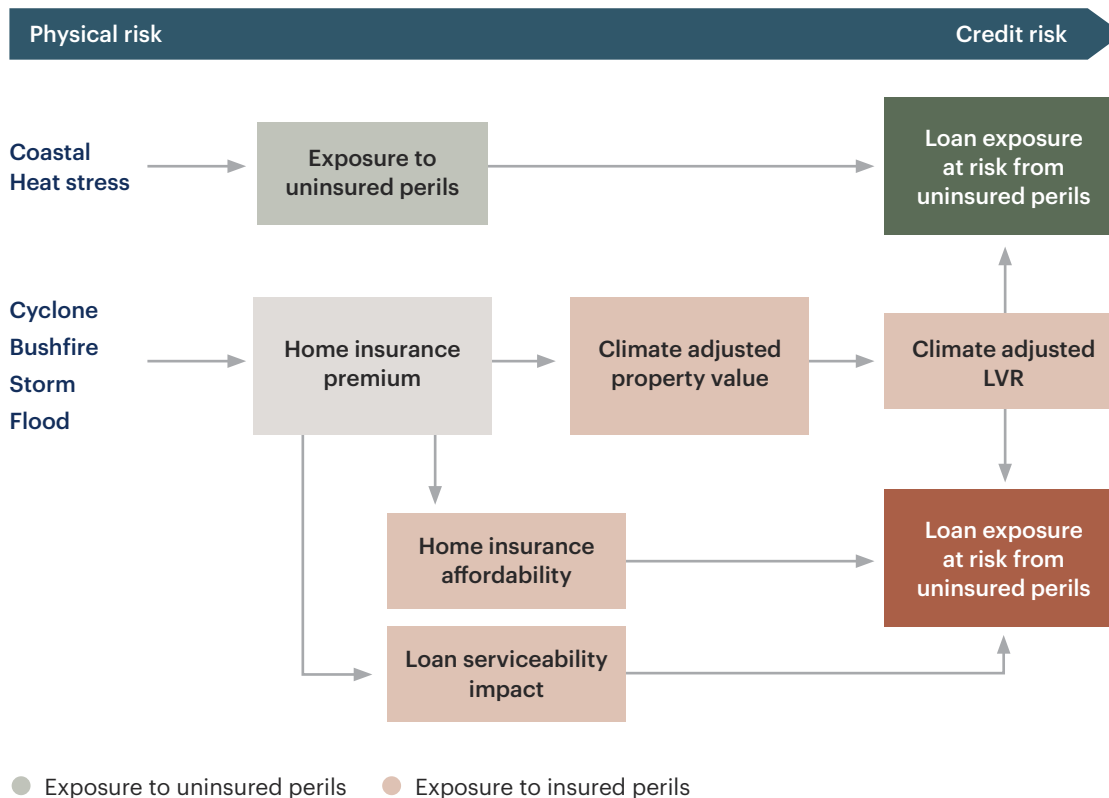 Physical risk
Credit risk
Coastal
Heat stress
Exposure to
uninsured perils
Loan exposure
at risk from
uninsured perils
Cyclone
Bushfire
Storm
Flood
Home insurance
premium
Climate adjusted
property value
Climate adjusted
LVR
Home insurance
affordability
Loan exposure
at risk from
uninsured perils
Loan serviceability
impact
Exposure to uninsured perils
Exposure to insured perils